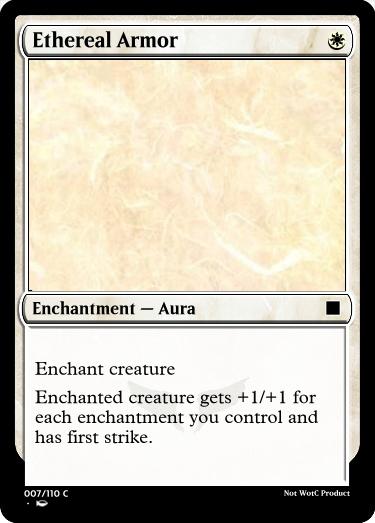 Ethereal Armor
Enchantment — Aura
Enchant creature
Enchanted creature gets +1/+1 for
each enchantment you control and
has first strike.
007/110 C
Not WotC Product